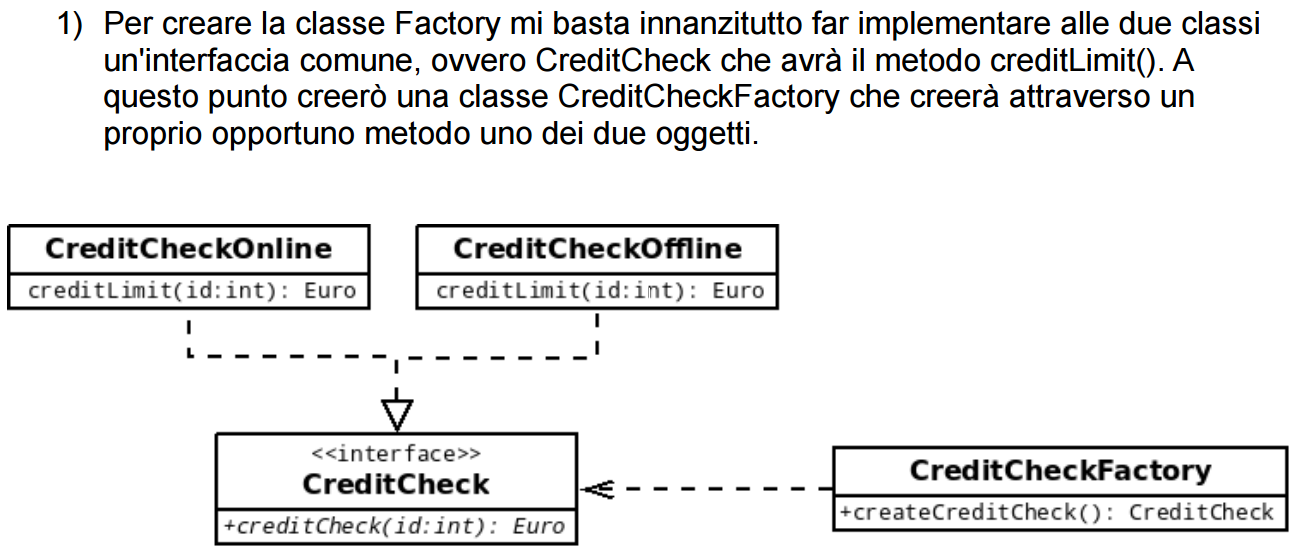 1) Per creare la classe Factory mi basta innanzitutto far implementare alle due classi
un'interfaccia comune, ovvero CreditCheck che avrà il metodo creditLimit(). A
questo punto creerò una classe CreditCheckFactory che creerà attraverso un
proprio opportuno metodo uno dei due oggetti.
CreditCheckOnline
creditLimit(id:int): Euro
CreditCheckOffline
creditLimit(id:int): Euro
<<interface>>
CreditCheck
+creditCheck(id:int): Euro
CreditCheckFactory
+createCreditCheck(): CreditCheck